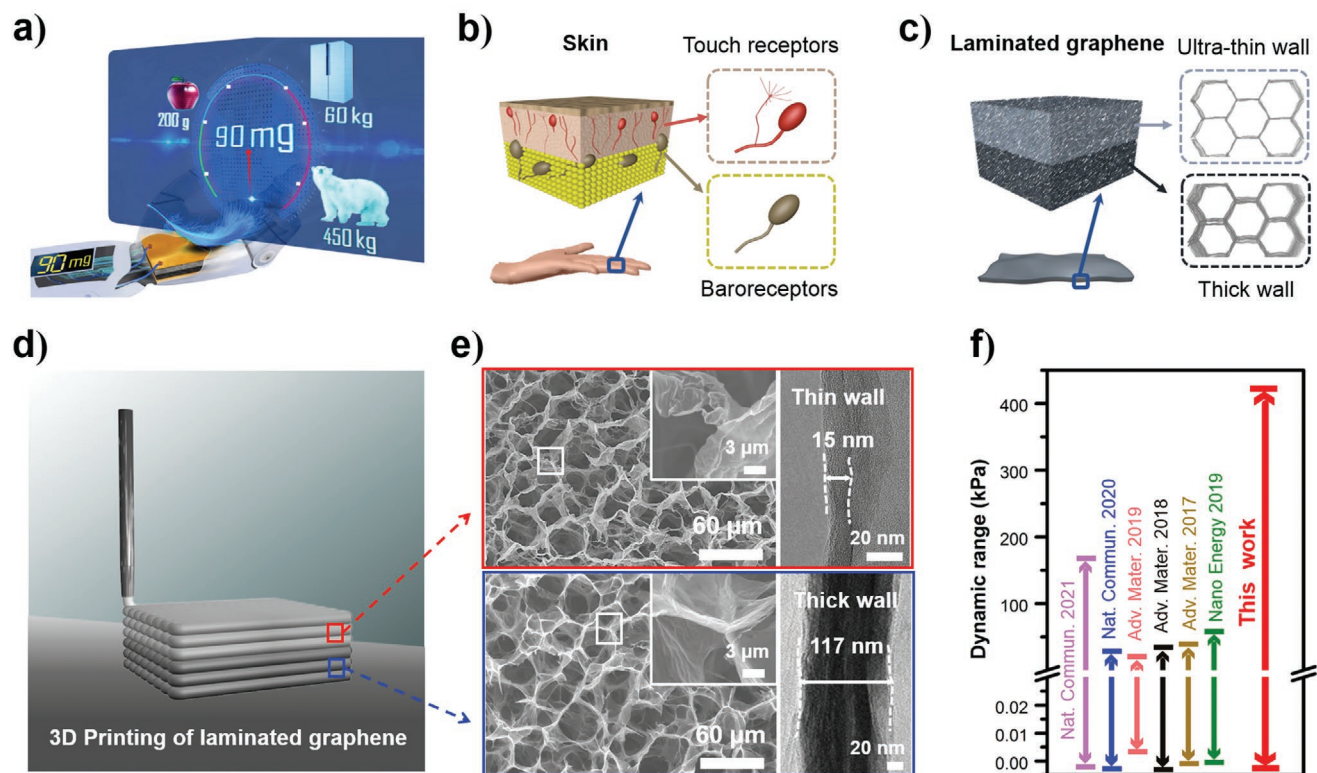 a)
200 g
90 mg
60 kg
450 kg
90 mg
b)
Skin
Touch receptors
Baroreceptors
c)
Laminated graphene
Ultra-thin wall
Thick wall
d)
3D Printing of laminated graphene
e)
3 µm
60 µm
Thin wall
15 nm
20 nm
3 µm
60 µm
Thick wall
117 nm
20 nm
f)
Dynamic range (kPa)
400
300
200
100
0.02
0.01
0.00
Nat. Commun. 2021
Nat. Commun. 2020
Adv. Mater. 2019
Adv. Mater. 2018
Adv. Mater. 2017
Nano Energy 2019
This work